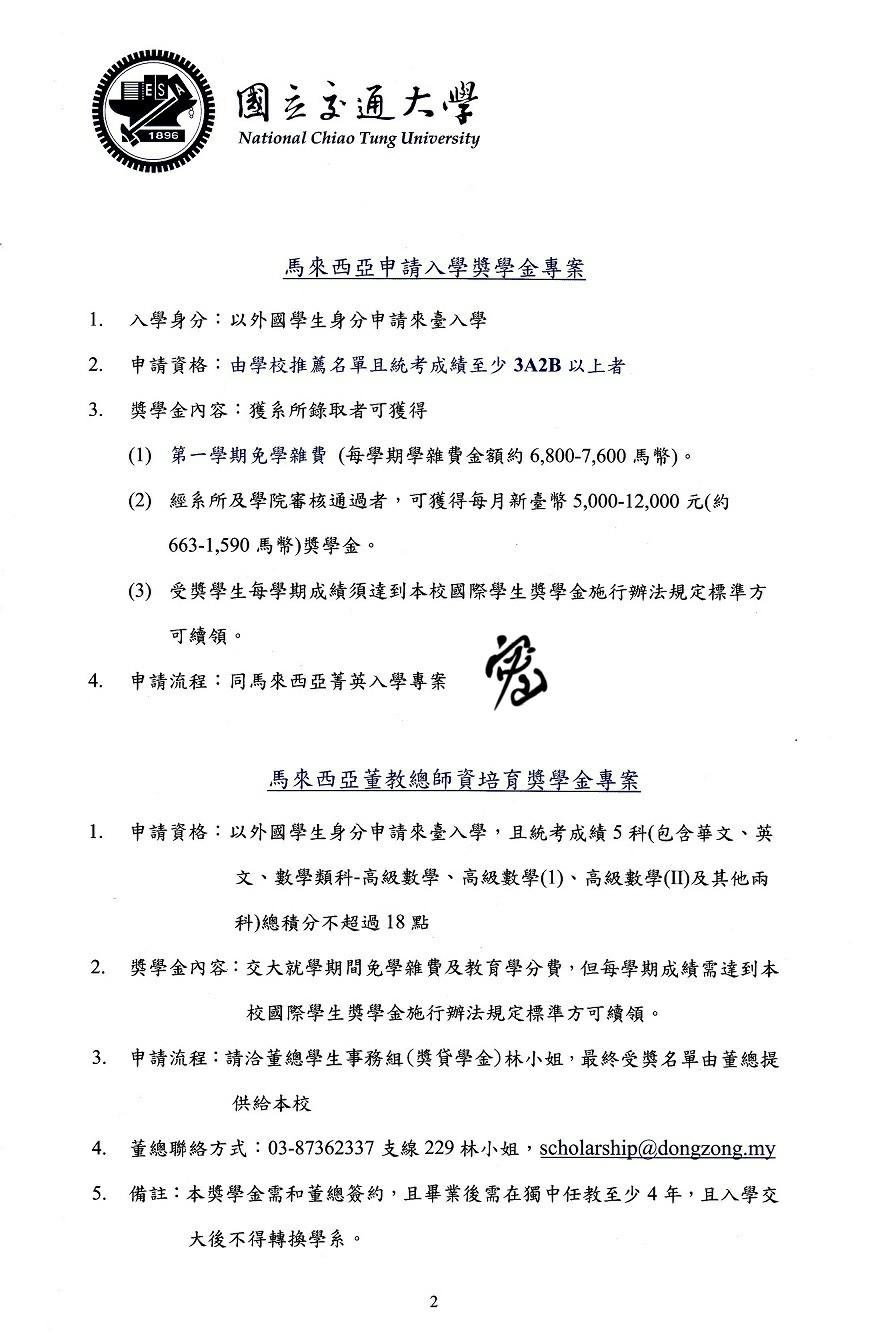 ESA
1896
國立交通大學
National Chiao Tung University
馬來西亞申請入學獎學金專案
1. 入學身分：以外國學生身分申請來臺入學
2. 申請資格：由學校推薦名單且統考成績至少 3A2B 以上者
3. 獎學金內容：獲系所錄取者可獲得
(1) 第一學期免學雜費 (每學期學雜費金額約 6,800-7,600 馬幣)。
(2) 經系所及學院審核通過者，可獲得每月新臺幣 5,000-12,000 元(約
663-1,590 馬幣)獎學金。
(3) 受獎學生每學期成績須達到本校國際學生獎學金施行辦法規定標準方
可續領。
4. 申請流程：同馬來西亞菁英入學專案
馬來西亞董教總師資培育獎學金專案
1. 申請資格：以外國學生身分申請來臺入學，且統考成績 5 科(包含華文、英
文、數學類科-高級數學、高級數學(1)、高級數學(II)及其他兩
科)總積分不超過 18 點
2. 獎學金內容：交大就學期間免學雜費及教育學分費，但每學期成績需達到本
校國際學生獎學金施行辦法規定標準方可續領。
3. 申請流程：請洽董總學生事務組(獎貸學金)林小姐，最終受獎名單由董總提
供給本校
4. 董總聯絡方式：03-87362337 支線 229 林小姐，scholarship@dongzong.my
5. 備註：本獎學金需和董總簽約，且畢業後需在獨中任教至少 4 年，且入學交
大後不得轉換學系。
2